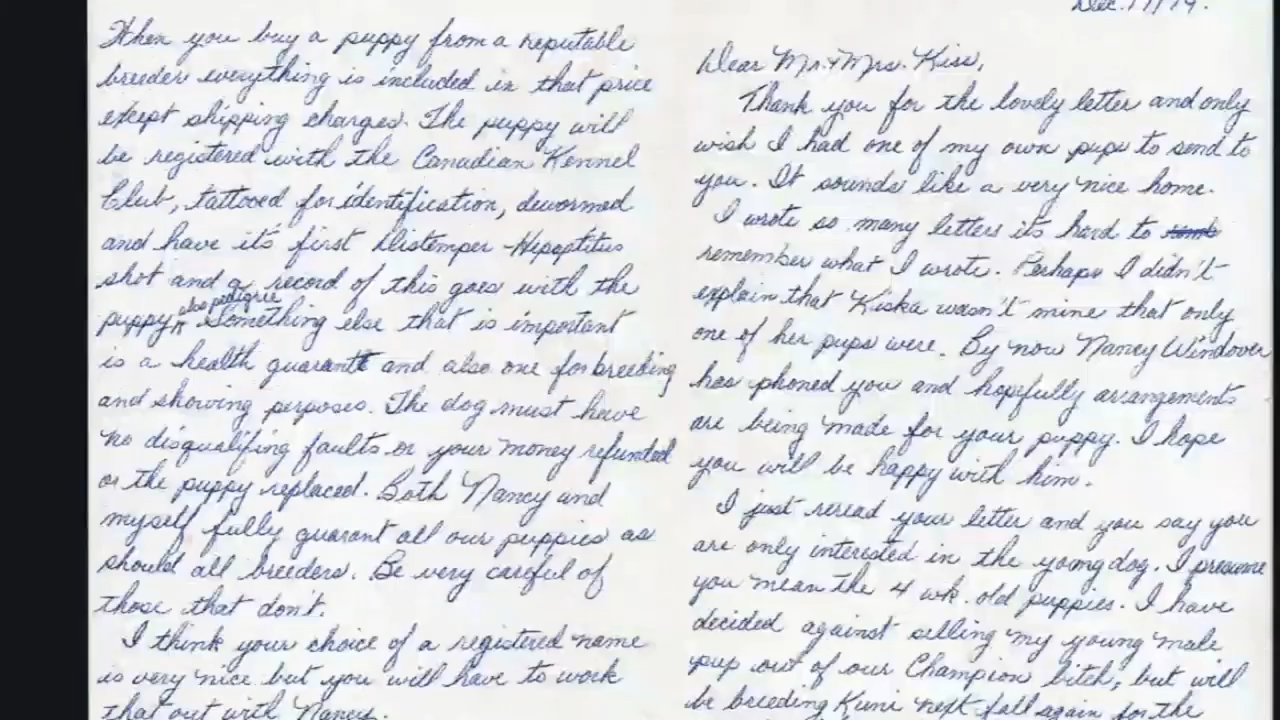 When you buy a puppy from a reputable
breeder everything is included in that price
except shipping charges. The puppy will
be registered with the Canadian Kennel
Club, tattooed for identification, dewormed
and have it's first Distemper-Hepaptitus
shot and a record of this goes with the
puppy also pedigree. Something else that is important
is a health guarante and also one for breeding
and showing perposes. The dog must have
no disqualifing faults or your money refunded
or the puppy replaced. Both Nancy and
myself fully guarant all our puppies as
should all breeders. Be very careful of
those that don't.
I think your choice of a registered name
is very nice but you will have to work
that out with Nancy.
Dec. 17/79.
Dear Mr. & Mrs. Kiss,
Thank you for the lovely letter and only
wish I had one of my own pups to send to
you. It sounds like a very nice home.
I wrote so many letters its hard to
remember what I wrote. Perhaps I didn't
explain that Kiska wasn't mine that only
one of her pups were. By now Nancy Windover
has phoned you and hopefully arrangements
are being made for your puppy. I hope
you will be happy with him.
I just reread your letter and you say you
are only interested in the young dog. I presume
you mean the 4 wk. old puppies. I have
decided against selling my young male
pup out of our Champion bitch, but will
be breeding Kuni next fall again for the